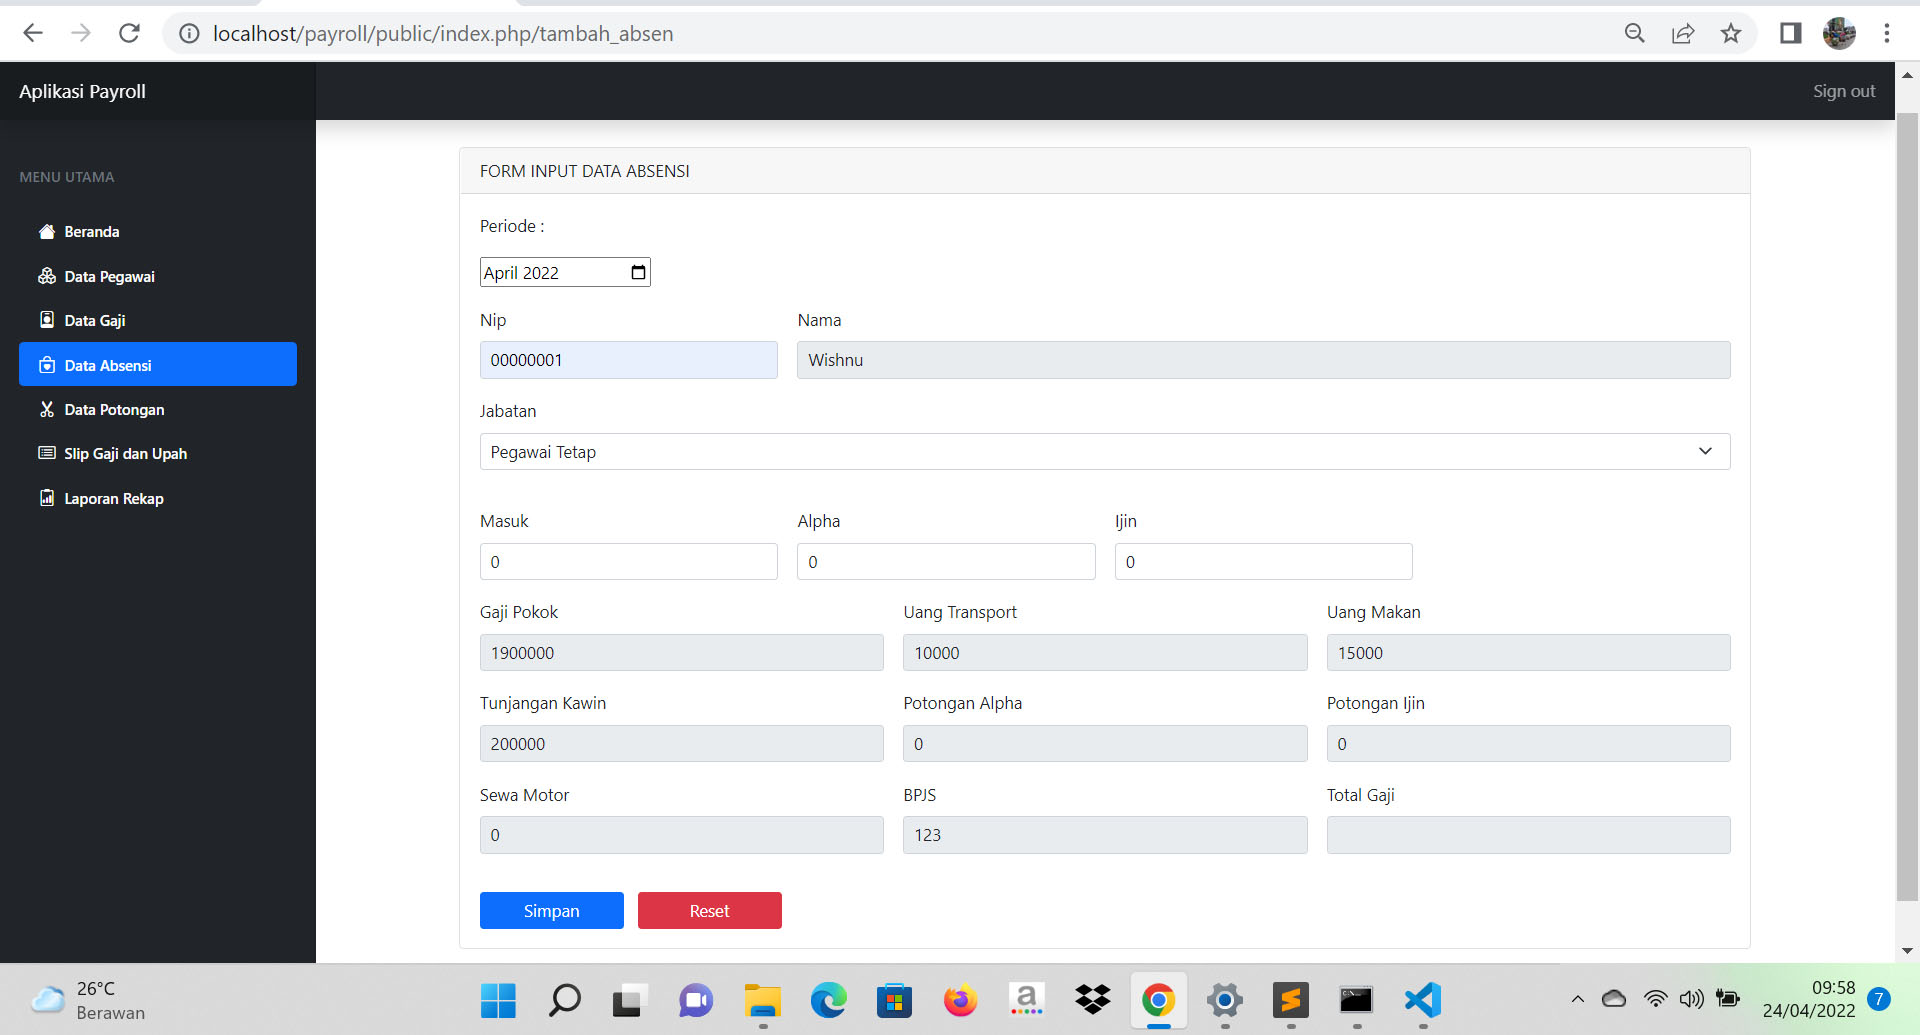 localhost/payroll/public/index.php/tambah_absen
Aplikasi Payroll
Sign out
MENU UTAMA
Beranda
Data Pegawai
Data Gaji
Data Absensi
Data Potongan
Slip Gaji dan Upah
Laporan Rekap
FORM INPUT DATA ABSENSI
Periode :
April 2022
Nip Nama
00000001 Wishnu
Jabatan
Pegawai Tetap
Masuk Alpha Ijin
0 0 0
Gaji Pokok Uang Transport Uang Makan
1900000 10000 15000
Tunjangan Kawin Potongan Alpha Potongan Ijin
200000 0 0
Sewa Motor BPJS Total Gaji
0 123
Simpan Reset
26°C
Berawan
a
09:58
24/04/2022
7